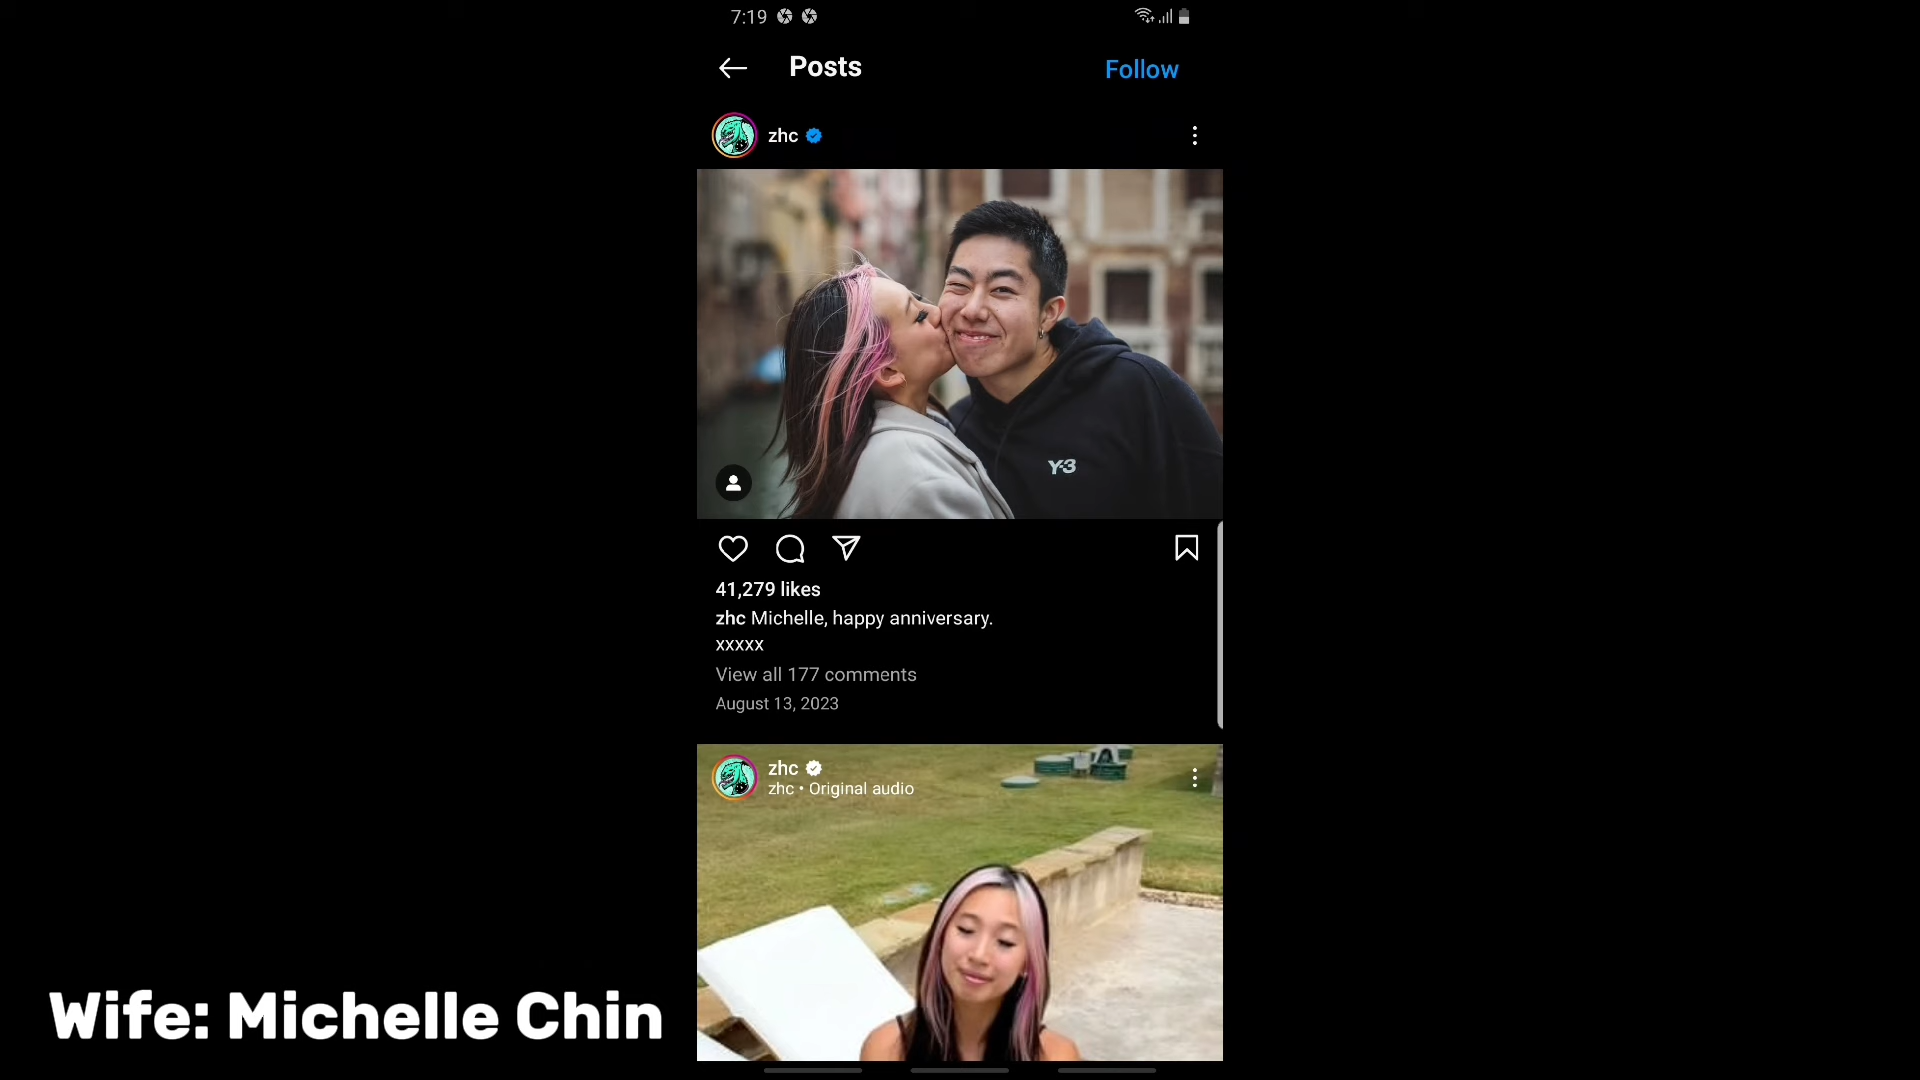 7:19
Posts
Follow
zhc
Y-3
41,279 likes
zhc Michelle, happy anniversary.
xxxxx
View all 177 comments
August 13, 2023
zhc
zhc • Original audio
Wife: Michelle Chin